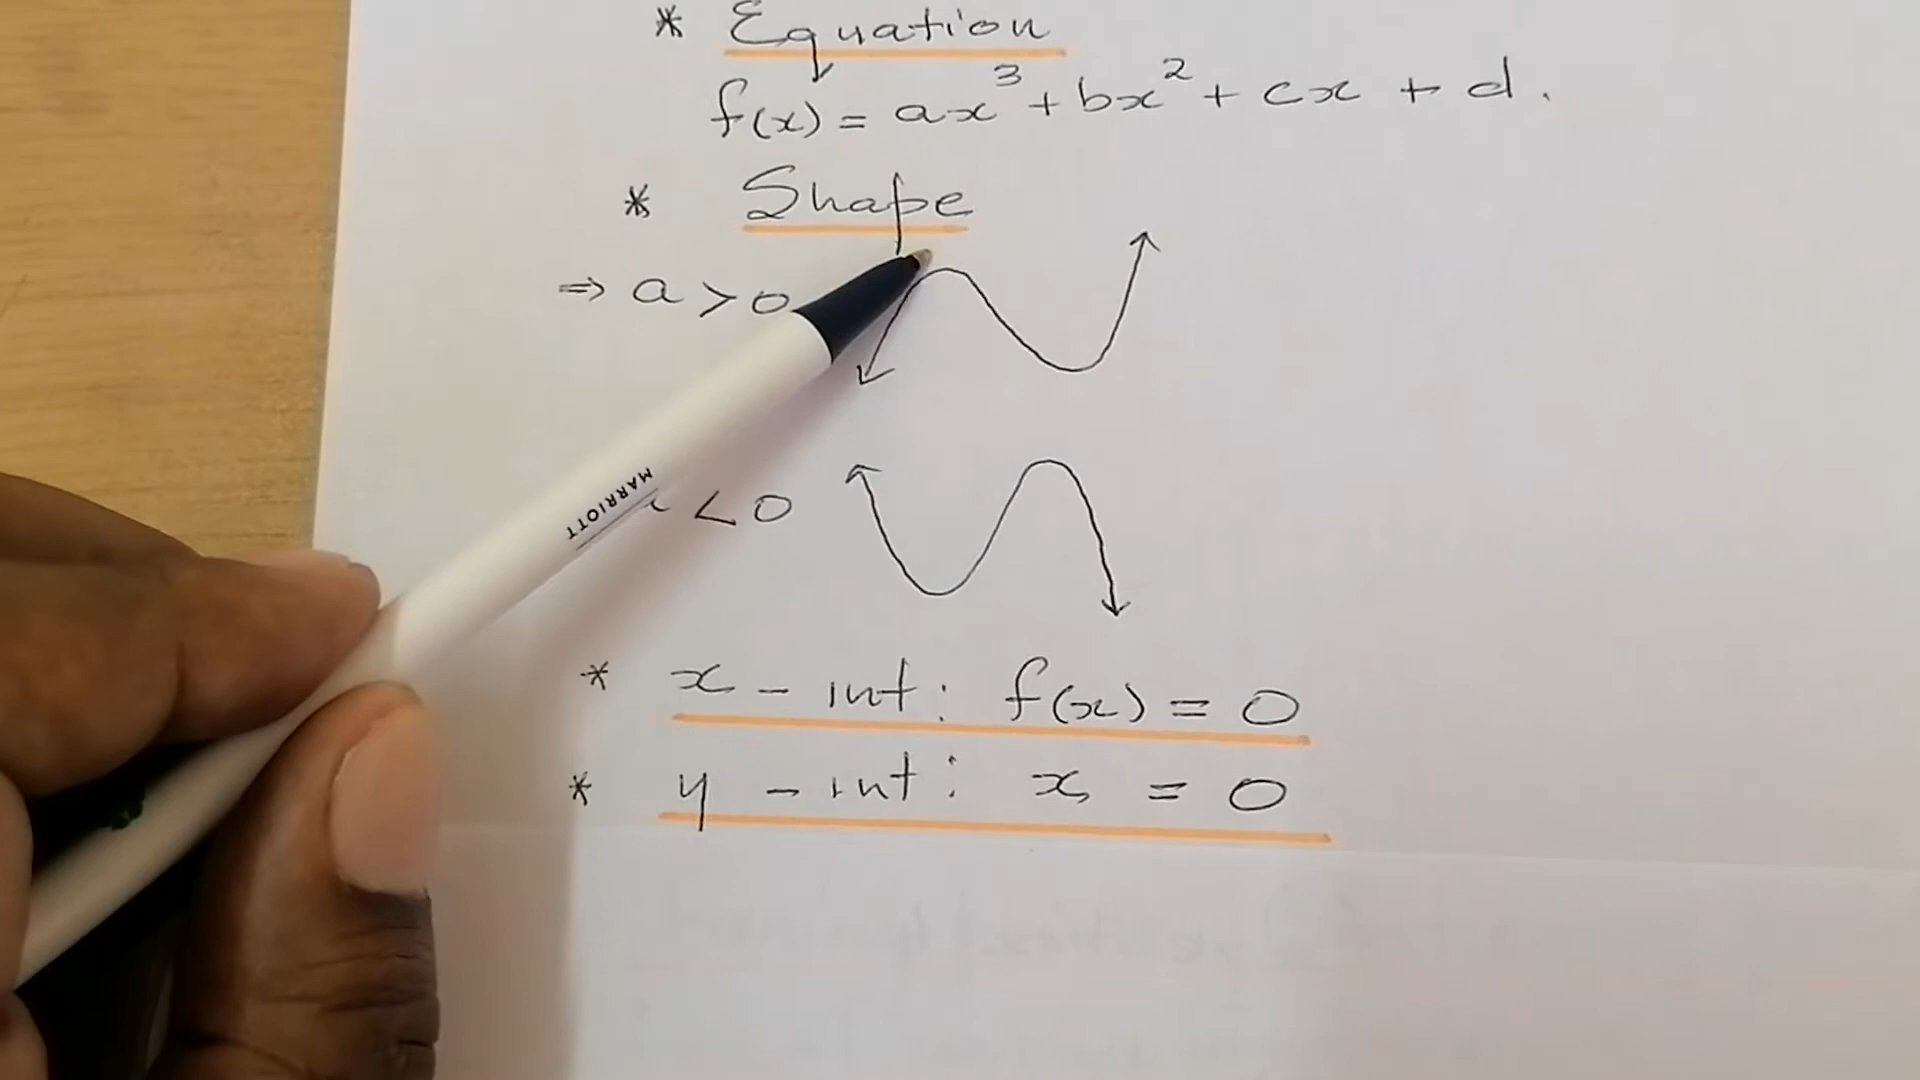 * Equation
f(x) = ax³ + bx² + cx + d.
* Shape
⇒ a > 0
< 0
* x - int: f(x) = 0
* y - int: x = 0
MARRIOTT